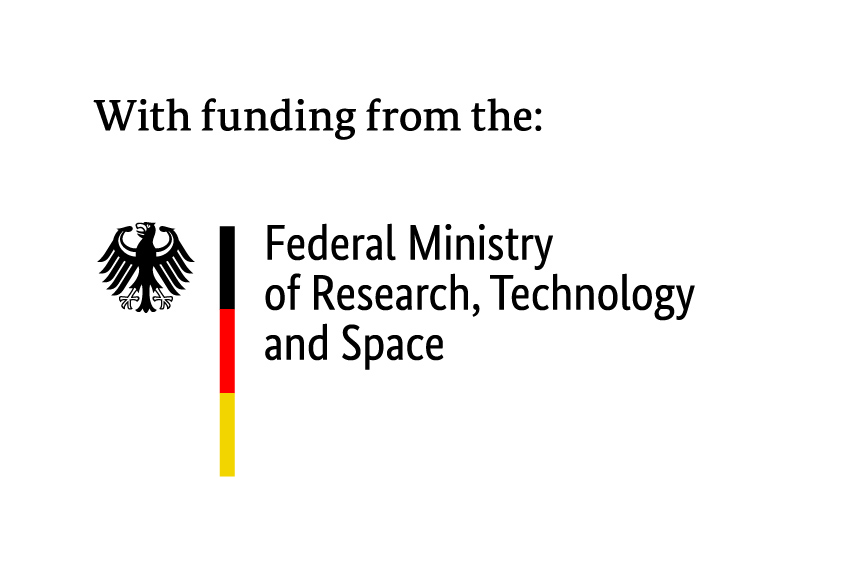 With funding from the:
Federal Ministry
of Research, Technology
and Space